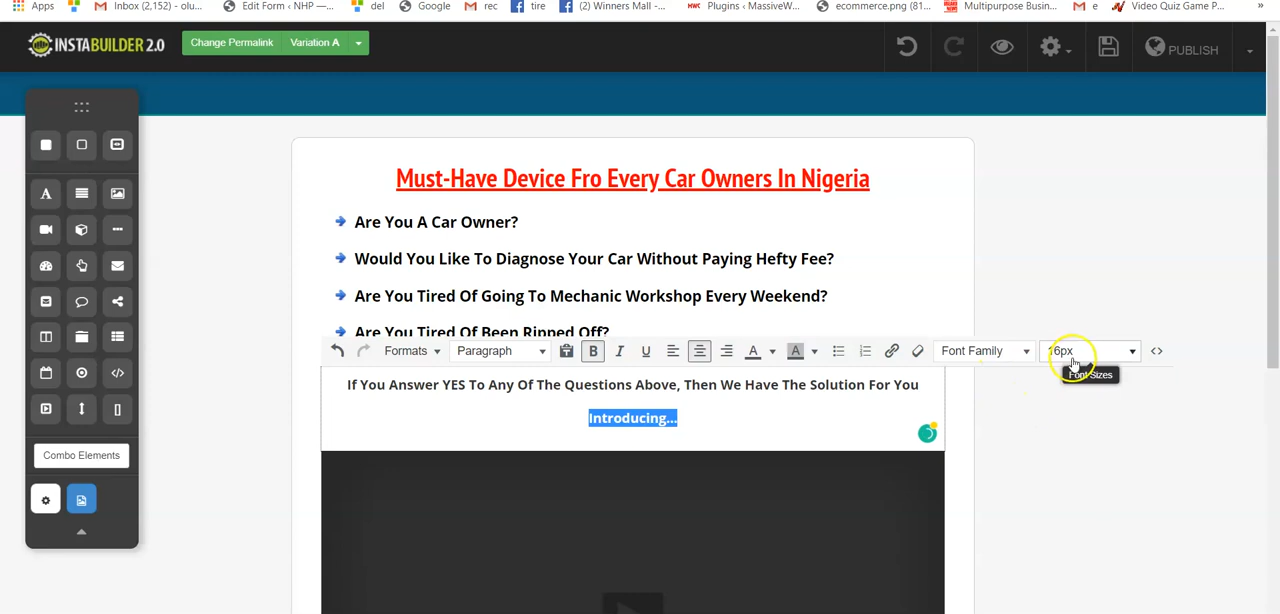 Apps
Inbox (2,152) - olu...
Edit Form ‹ NHP —...
del
Google
rec
tire
(2) Winners Mall -...
Plugins ‹ MassiveW...
ecommerce.png (81...
Multipurpose Busin...
e
Video Quiz Game P...
»
INSTABUILDER 2.0
Change Permalink
Variation A
PUBLISH
Must-Have Device Fro Every Car Owners In Nigeria
Are You A Car Owner?
Would You Like To Diagnose Your Car Without Paying Hefty Fee?
Are You Tired Of Going To Mechanic Workshop Every Weekend?
Are You Tired Of Been Ripped Off?
Formats
Paragraph
B
I
U
A
A
Font Family
16px
Font Sizes
If You Answer YES To Any Of The Questions Above, Then We Have The Solution For You
Introducing...
A
Combo Elements